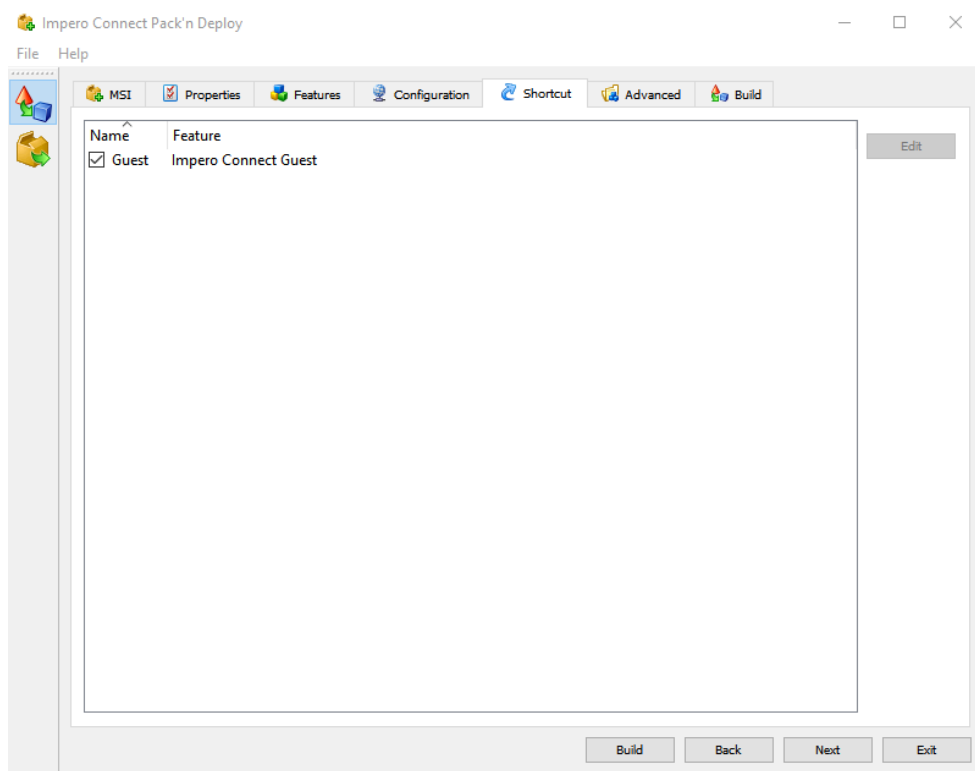 Impero Connect Pack'n Deploy
File Help
MSI Properties Features Configuration Shortcut Advanced Build
Name Feature
Guest Impero Connect Guest
Edit
Build Back Next Exit